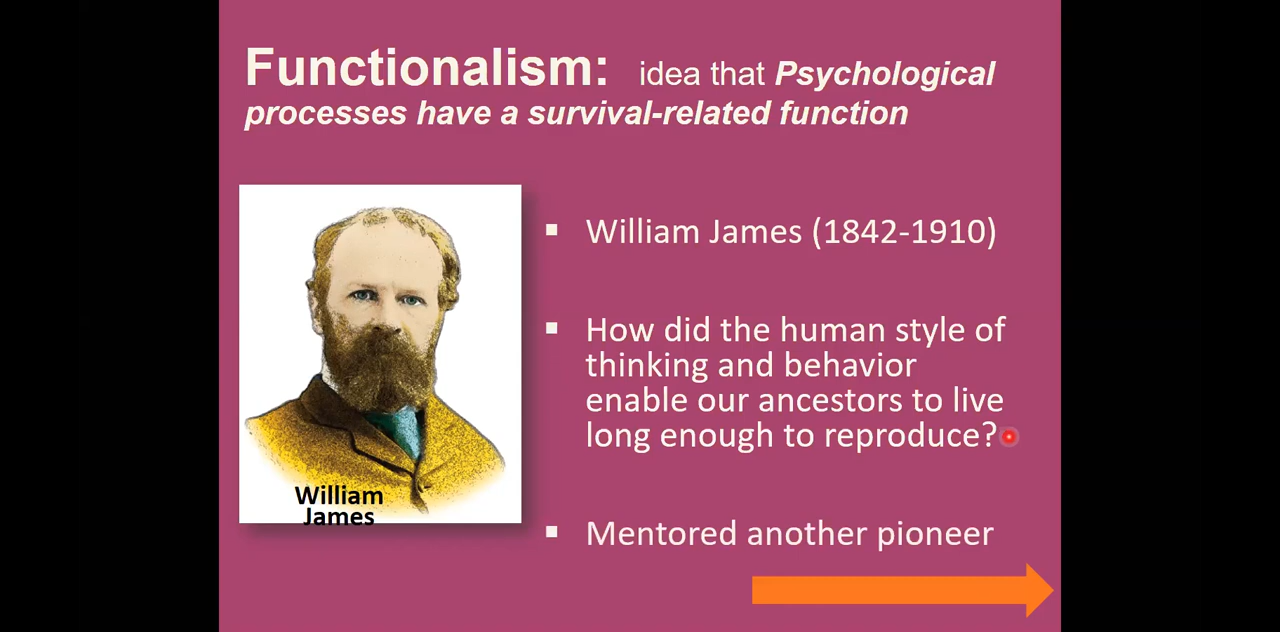 Functionalism: idea that Psychological
processes have a survival-related function
William
James
▪ William James (1842-1910)
▪ How did the human style of
thinking and behavior
enable our ancestors to live
long enough to reproduce?
▪ Mentored another pioneer